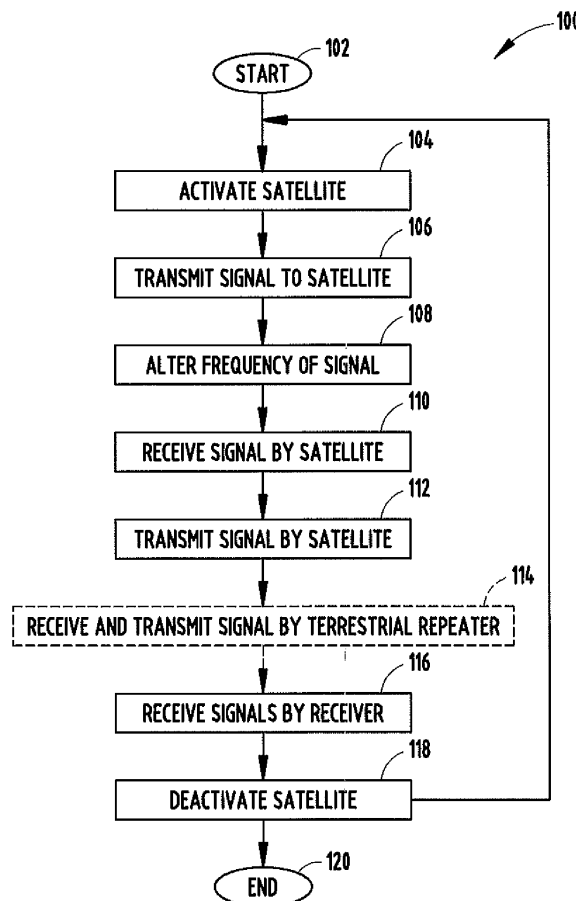 100
102
START
104
ACTIVATE SATELLITE
106
TRANSMIT SIGNAL TO SATELLITE
108
ALTER FREQUENCY OF SIGNAL
110
RECEIVE SIGNAL BY SATELLITE
112
TRANSMIT SIGNAL BY SATELLITE
114
RECEIVE AND TRANSMIT SIGNAL BY TERRESTRIAL REPEATER
116
RECEIVE SIGNALS BY RECEIVER
118
DEACTIVATE SATELLITE
120
END